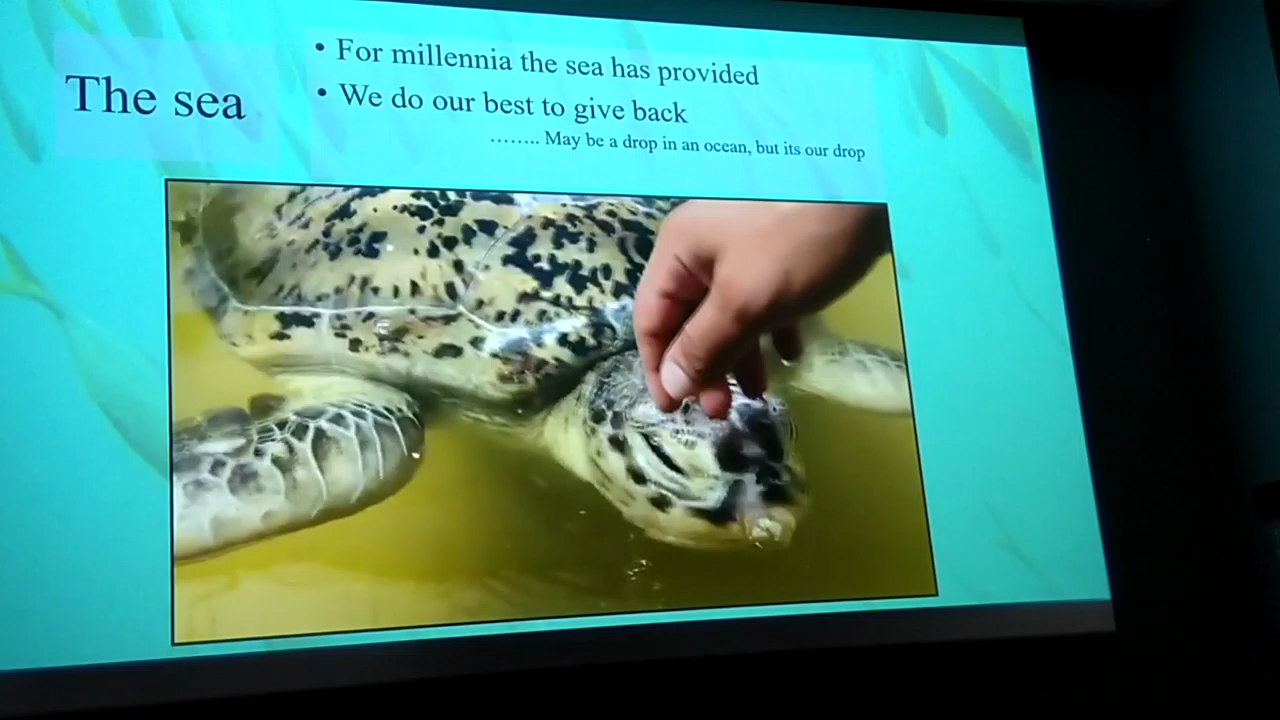 The sea
• For millennia the sea has provided
• We do our best to give back
........ May be a drop in an ocean, but its our drop